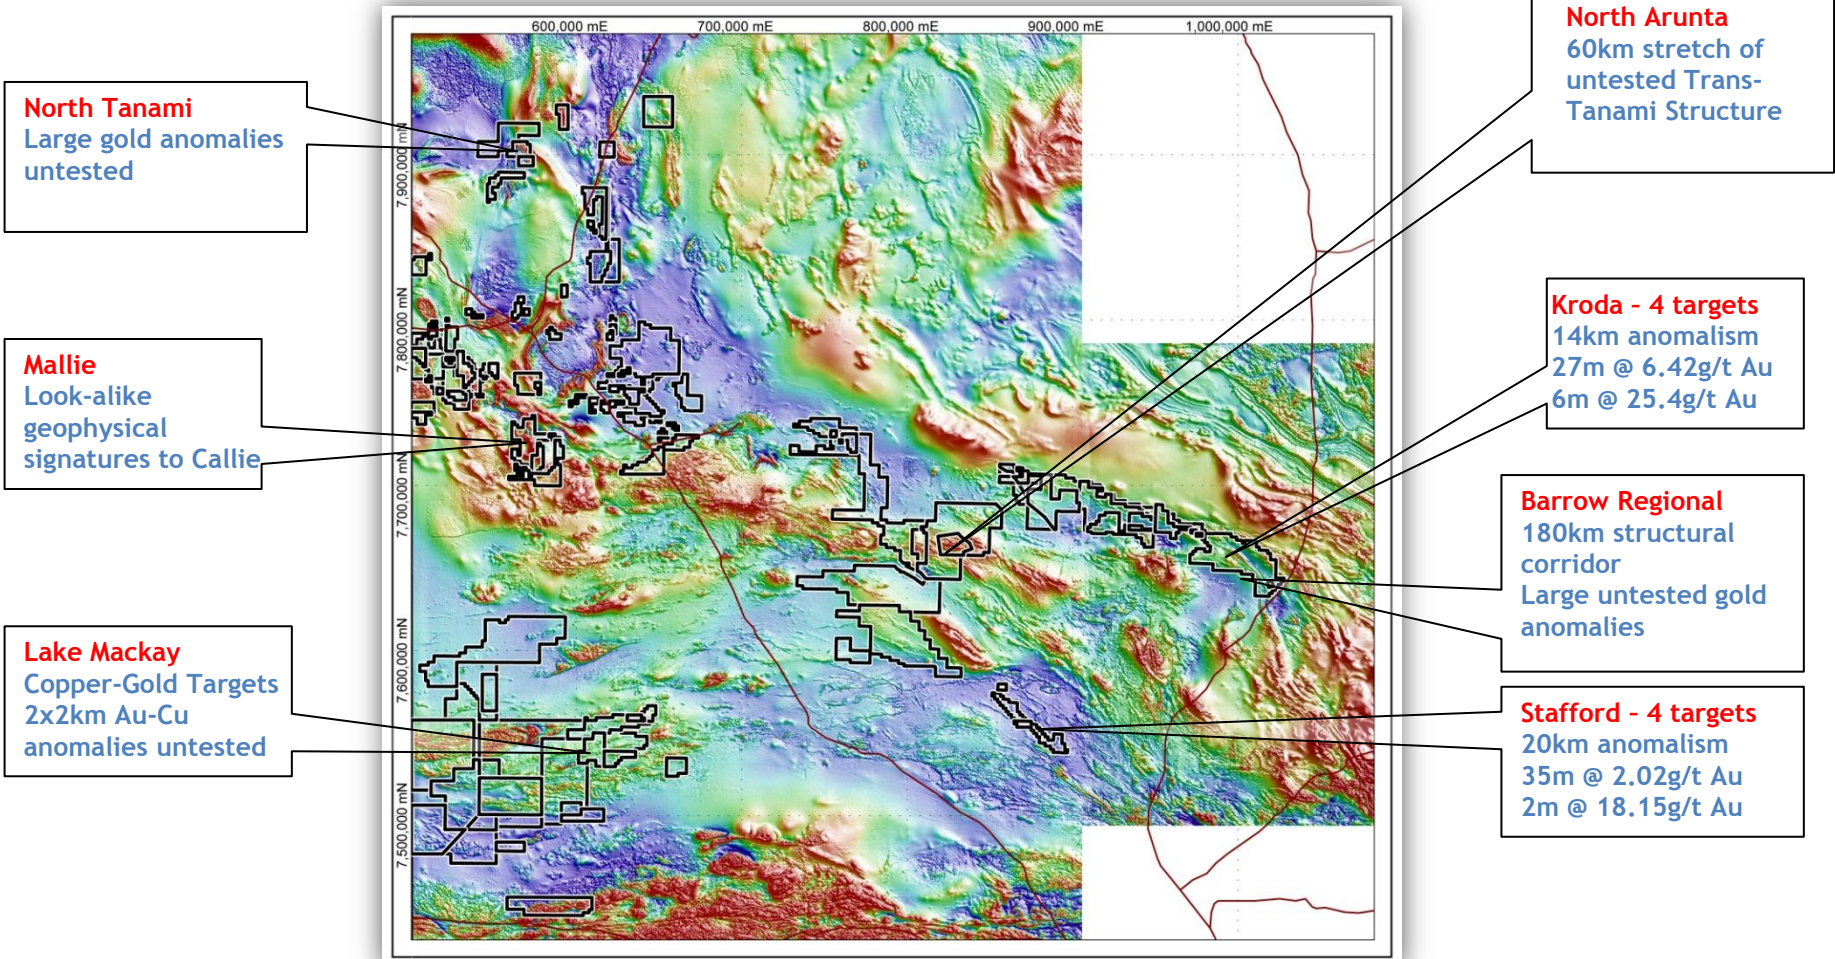 600,000 mE
700,000 mE
800,000 mE
900,000 mE
1,000,000 mE
7,900,000 mN
7,800,000 mN
7,700,000 mN
7,600,000 mN
7,500,000 mN
North Tanami
Large gold anomalies
untested
Mallie
Look-alike
geophysical
signatures to Callie
Lake Mackay
Copper-Gold Targets
2x2km Au-Cu
anomalies untested
North Arunta
60km stretch of
untested Trans-
Tanami Structure
Kroda – 4 targets
14km anomalism
27m @ 6.42g/t Au
6m @ 25.4g/t Au
Barrow Regional
180km structural
corridor
Large untested gold
anomalies
Stafford – 4 targets
20km anomalism
35m @ 2.02g/t Au
2m @ 18.15g/t Au